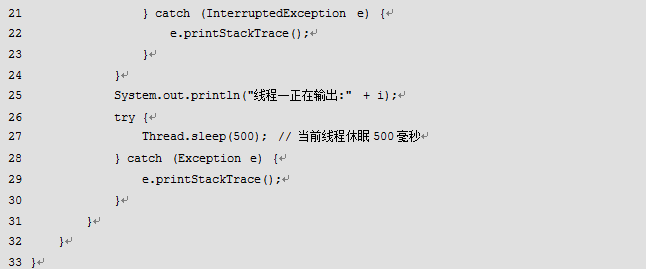 21 } catch (InterruptedException e) {↵
22 e.printStackTrace();↵
23 }↵
24 }↵
25 System.out.println("线程一正在输出:" + i);↵
26 try {↵
27 Thread.sleep(500); // 当前线程休眠 500 毫秒↵
28 } catch (Exception e) {↵
29 e.printStackTrace();↵
30 }↵
31 }↵
32 }↵
33 }↵